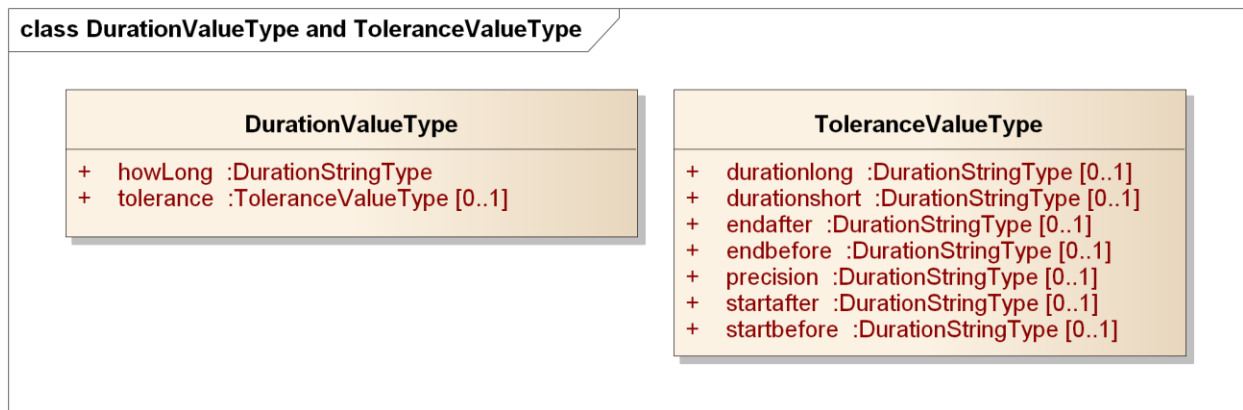 class DurationValueType and ToleranceValueType
DurationValueType
+ howLong :DurationStringType
+ tolerance :ToleranceValueType [0..1]
ToleranceValueType
+ durationlong :DurationStringType [0..1]
+ durationshort :DurationStringType [0..1]
+ endafter :DurationStringType [0..1]
+ endbefore :DurationStringType [0..1]
+ precision :DurationStringType [0..1]
+ startafter :DurationStringType [0..1]
+ startbefore :DurationStringType [0..1]